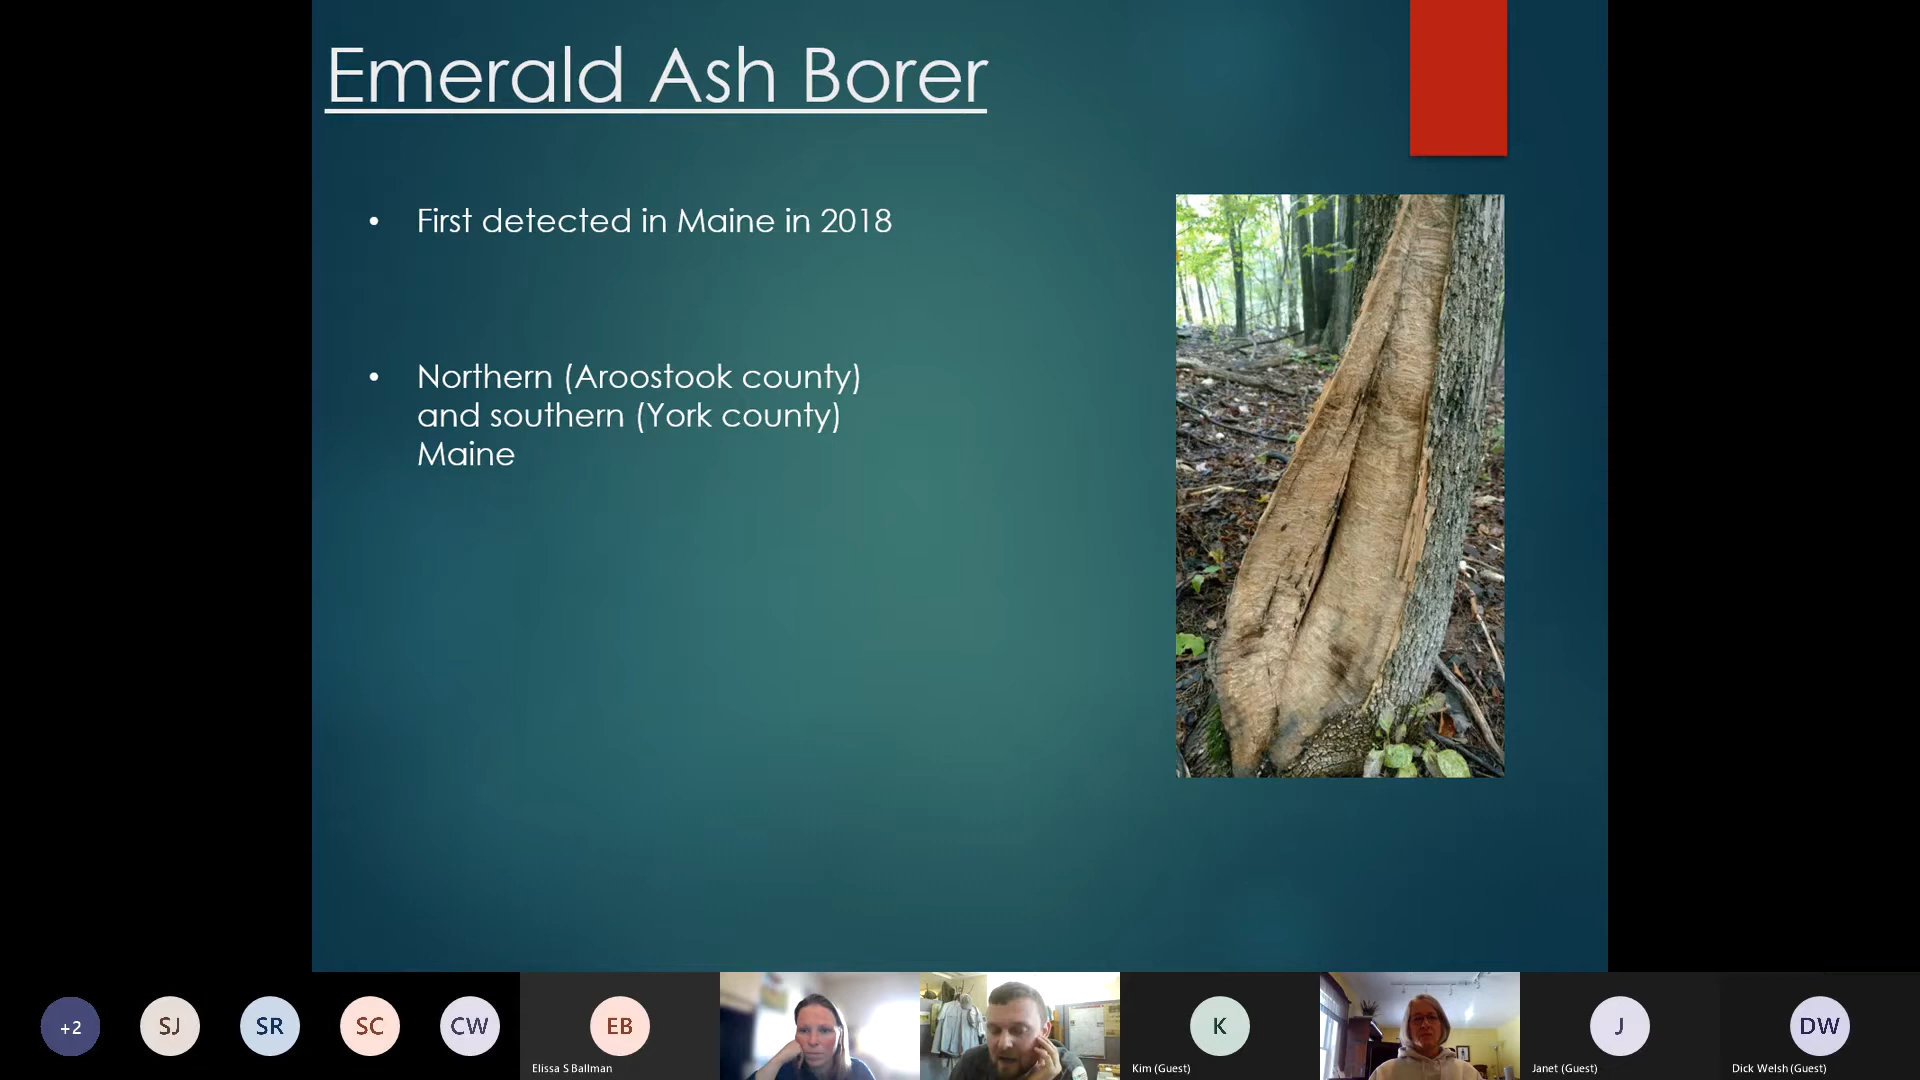 Emerald Ash Borer
• First detected in Maine in 2018
• Northern (Aroostook county)
and southern (York county)
Maine
+2
SJ
SR
SC
CW
EB
Elissa S Ballman
K
Kim (Guest)
J
Janet (Guest)
DW
Dick Welsh (Guest)